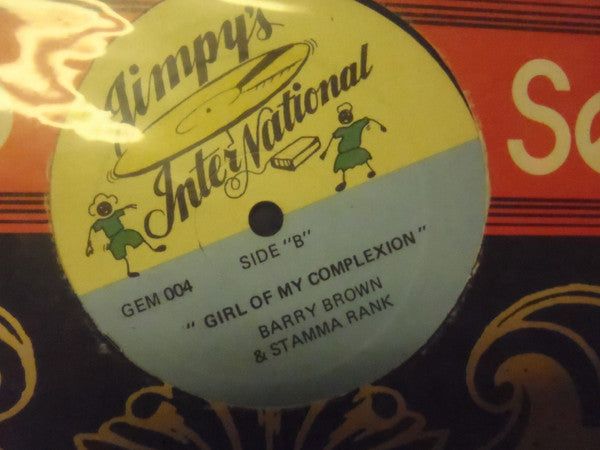 Jimpy's
InterNational
SIDE "B"
GEM 004
" GIRL OF MY COMPLEXION "
BARRY BROWN
& STAMMA RANK